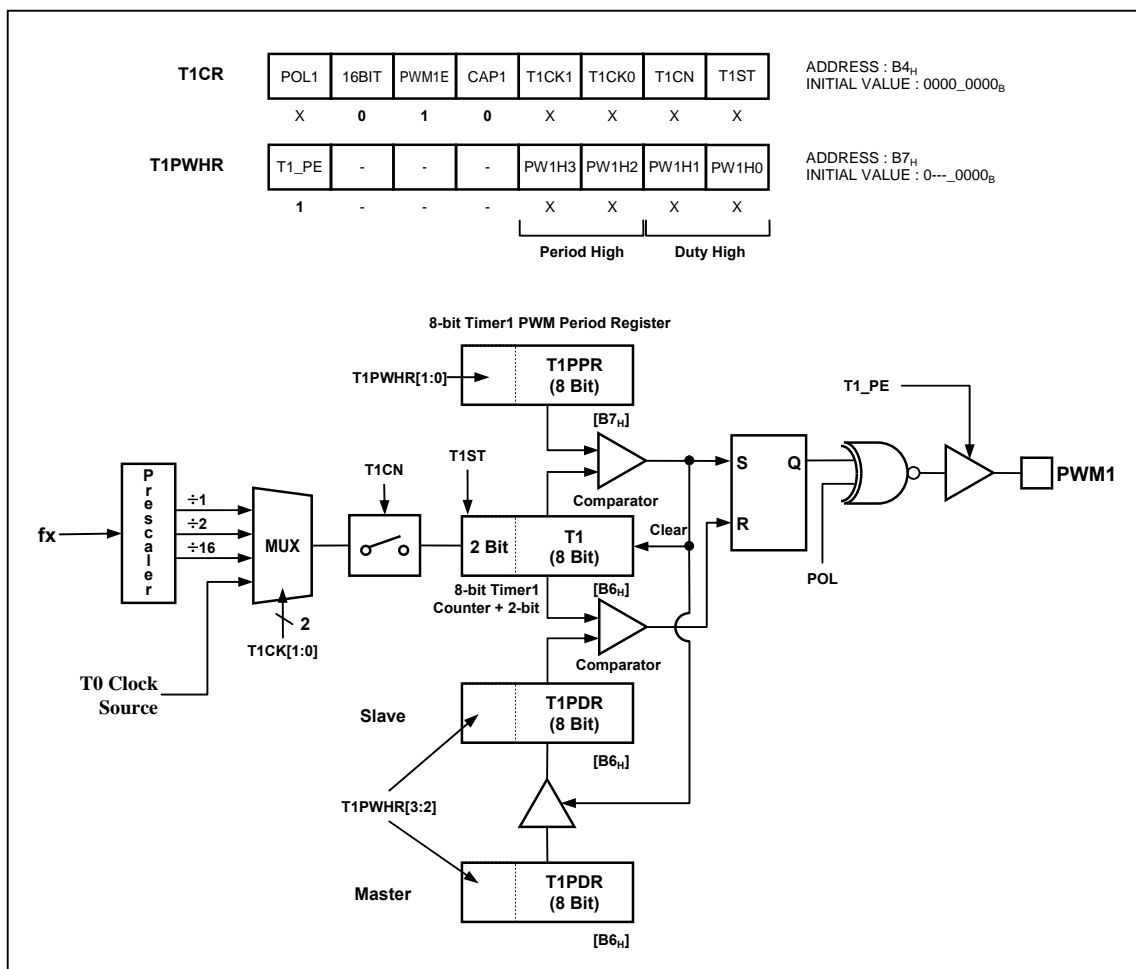 T1CR
POL1 16BIT PWM1E CAP1 T1CK1 T1CK0 T1CN T1ST
ADDRESS : B4H
INITIAL VALUE : 0000_0000B
X 0 1 0 X X X X
T1PWHR
T1_PE - - - PW1H3 PW1H2 PW1H1 PW1H0
ADDRESS : B7H
INITIAL VALUE : 0---_0000B
1 - - - X X X X
Period High Duty High
8-bit Timer1 PWM Period Register
T1PWHR[1:0]
T1PPR
(8 Bit)
[B7H]
T1_PE
Prescaler
fx
÷1
÷2
÷16
MUX
2
T1CK[1:0]
T0 Clock
Source
T1CN
T1ST
Comparator
2 Bit
T1
(8 Bit)
Clear
[B6H]
8-bit Timer1
Counter + 2-bit
S Q
R
POL
PWM1
Comparator
Slave
T1PDR
(8 Bit)
[B6H]
T1PWHR[3:2]
Master
T1PDR
(8 Bit)
[B6H]